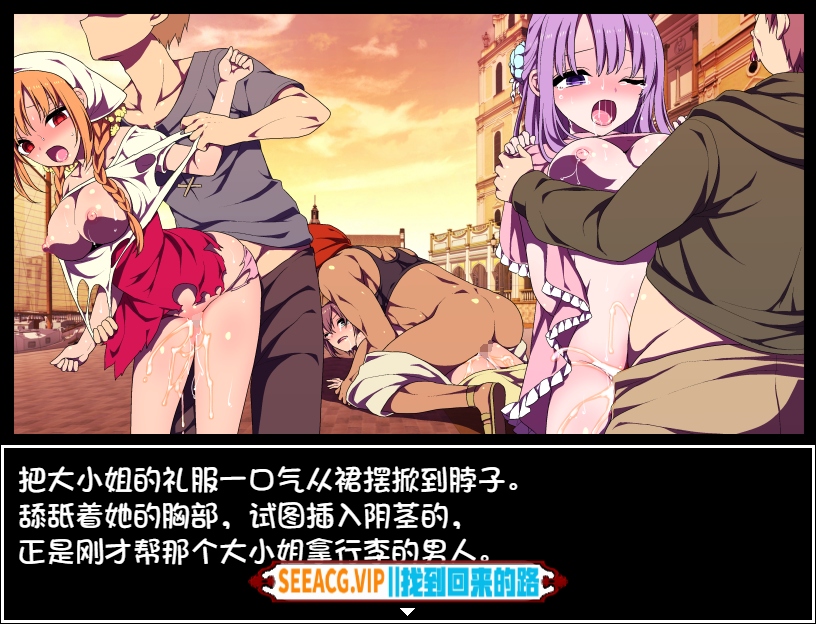 把大小姐的礼服一口气从裙摆掀到脖子。
舔舐着她的胸部，试图插入阴茎的，
正是刚才帮那个大小姐拿行李的男人。
SEEACG.VIP||找到回来的路